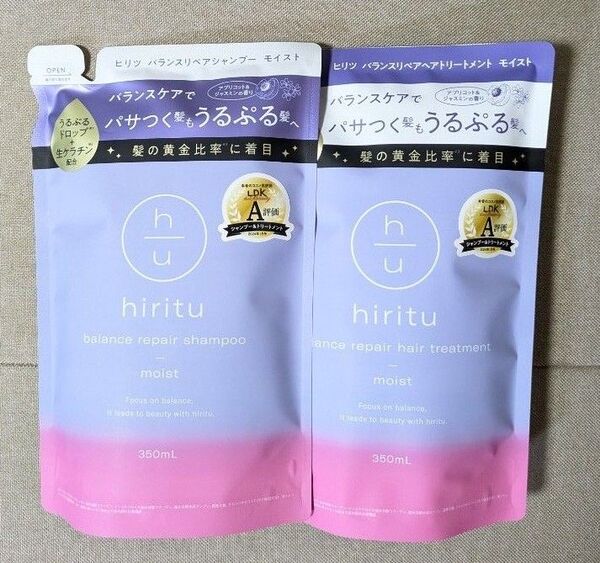 OPEN
ヒリツ バランスリペアシャンプー モイスト
アプリコット&
ジャスミンの香り
バランスケアで
パサつく髪もうるぷる髪へ
うるぷる
ドロップ
+
生ケラチン
配合
髪の黄金比率に着目
LDK
A評価
シャンプー&トリートメント
h
u
hiritu
balance repair shampoo
moist
Focus on balance,
it leads to beauty with hiritu.
350mL
ヒリツ バランスリペアヘアトリートメント モイスト
アプリコット&
ジャスミンの香り
バランスケアで
パサつく髪もうるぷる髪へ
髪の黄金比率に着目
LDK
A評価
シャンプー&トリートメント
h
u
hiritu
ance repair hair treatment
moist
Focus on balance,
leads to beauty with hiritu.
350mL